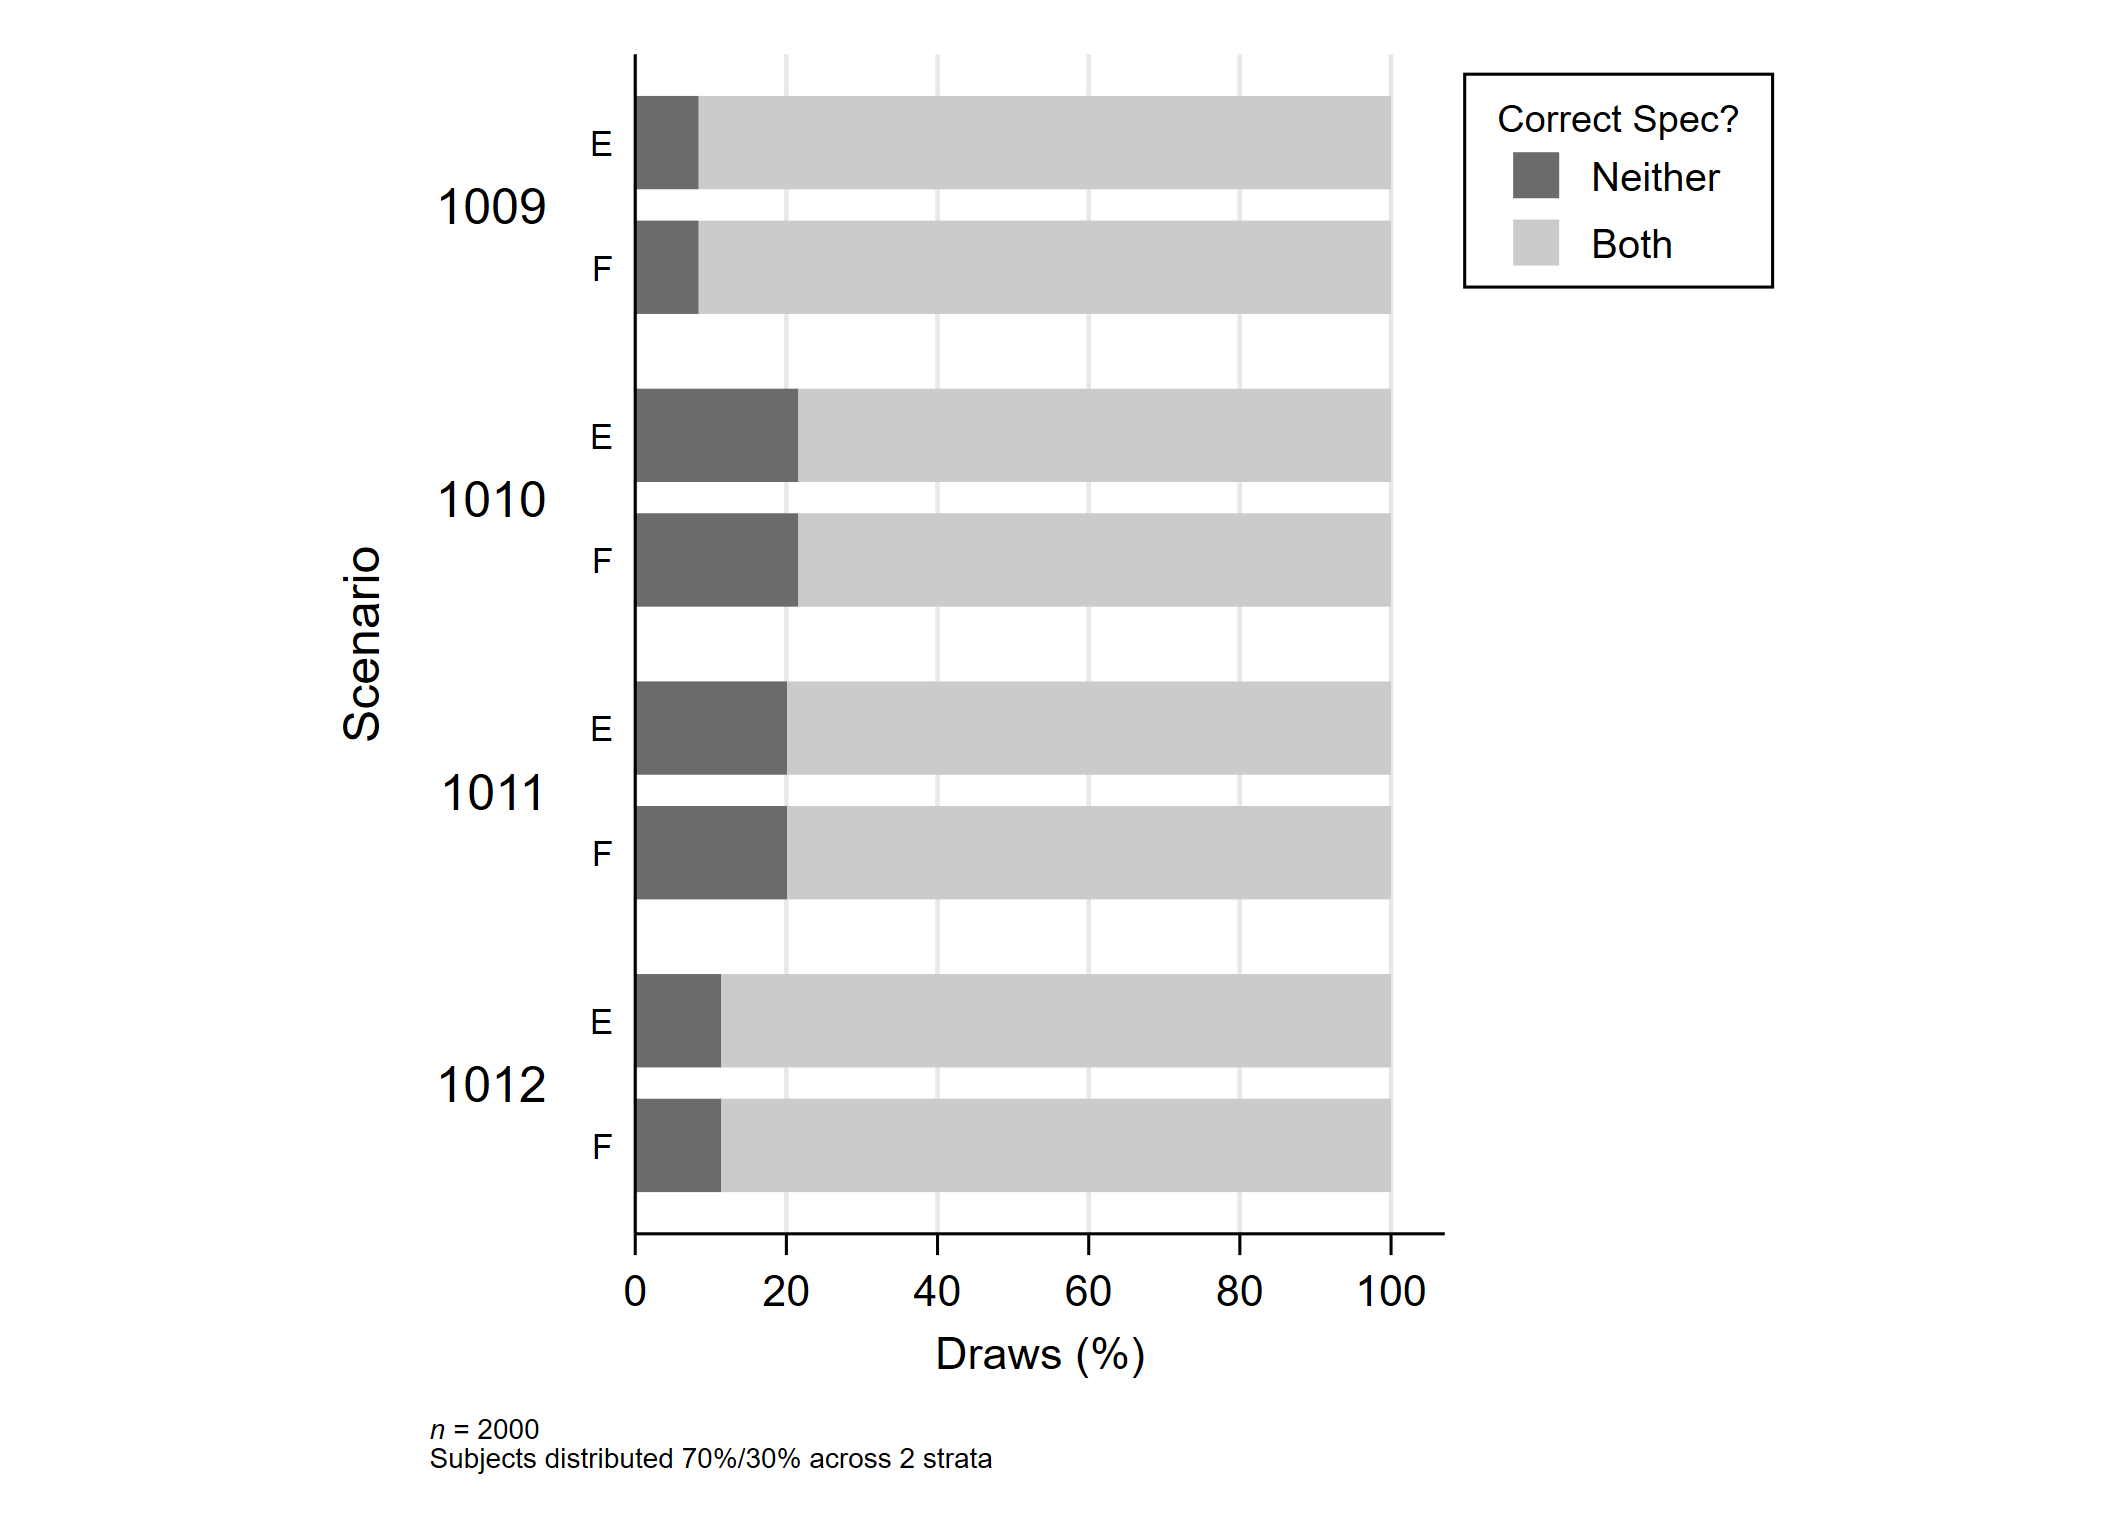 Correct Spec?
Neither
Both
Scenario
1009
E
F
1010
E
F
1011
E
F
1012
E
F
0 20 40 60 80 100
Draws (%)
n = 2000
Subjects distributed 70%/30% across 2 strata